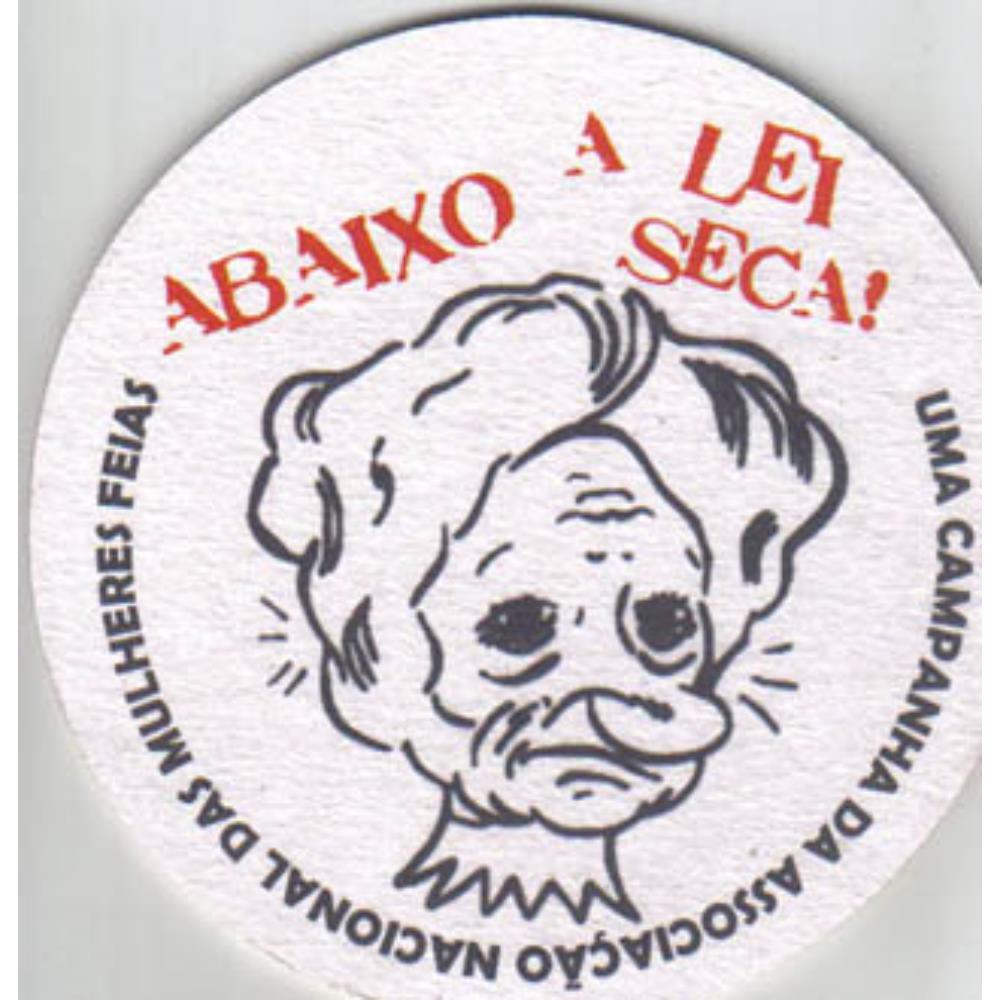 ABAIXO A LEI
SECA!
UMA CAMPANHA DA ASSOCIAÇÃO NACIONAL DAS MULHERES FEIAS